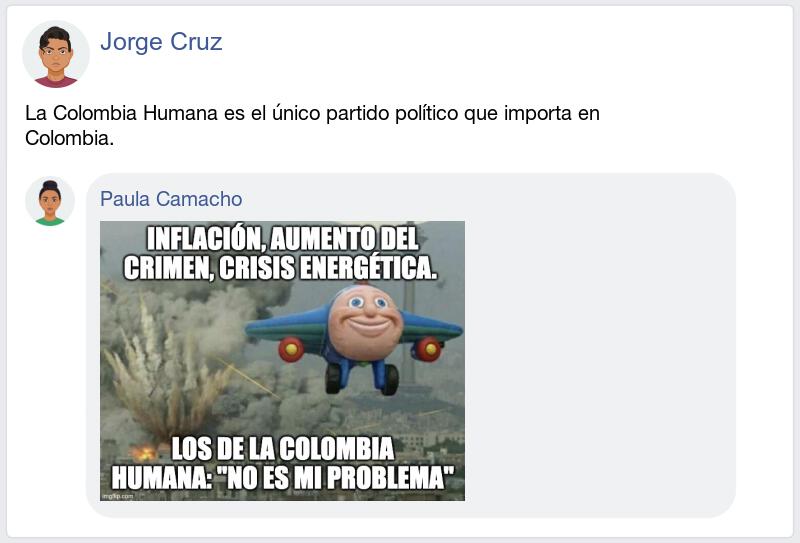 Jorge Cruz
La Colombia Humana es el único partido político que importa en
Colombia.
Paula Camacho
INFLACIÓN, AUMENTO DEL
CRIMEN, CRISIS ENERGÉTICA.
LOS DE LA COLOMBIA
HUMANA: "NO ES MI PROBLEMA"
imgflip.com